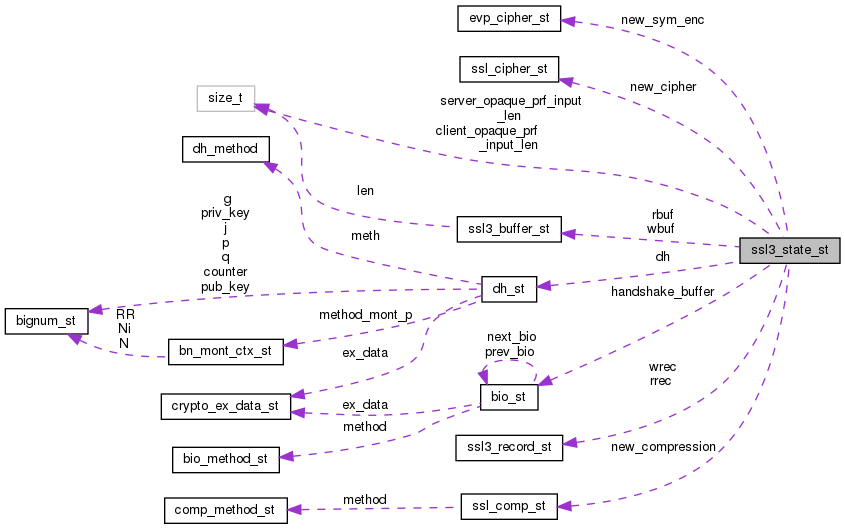 evp_cipher_st
new_sym_enc
ssl_cipher_st
new_cipher
size_t
server_opaque_prf_input
_len
client_opaque_prf
_input_len
dh_method
len
g
priv_key
j
p
q
counter
pub_key
meth
ssl3_buffer_st
rbuf
wbuf
ssl3_state_st
dh
dh_st
handshake_buffer
bignum_st
RR
Ni
N
method_mont_p
bn_mont_ctx_st
ex_data
next_bio
prev_bio
bio_st
wrec
rrec
crypto_ex_data_st
ex_data
method
bio_method_st
ssl3_record_st
new_compression
comp_method_st
method
ssl_comp_st